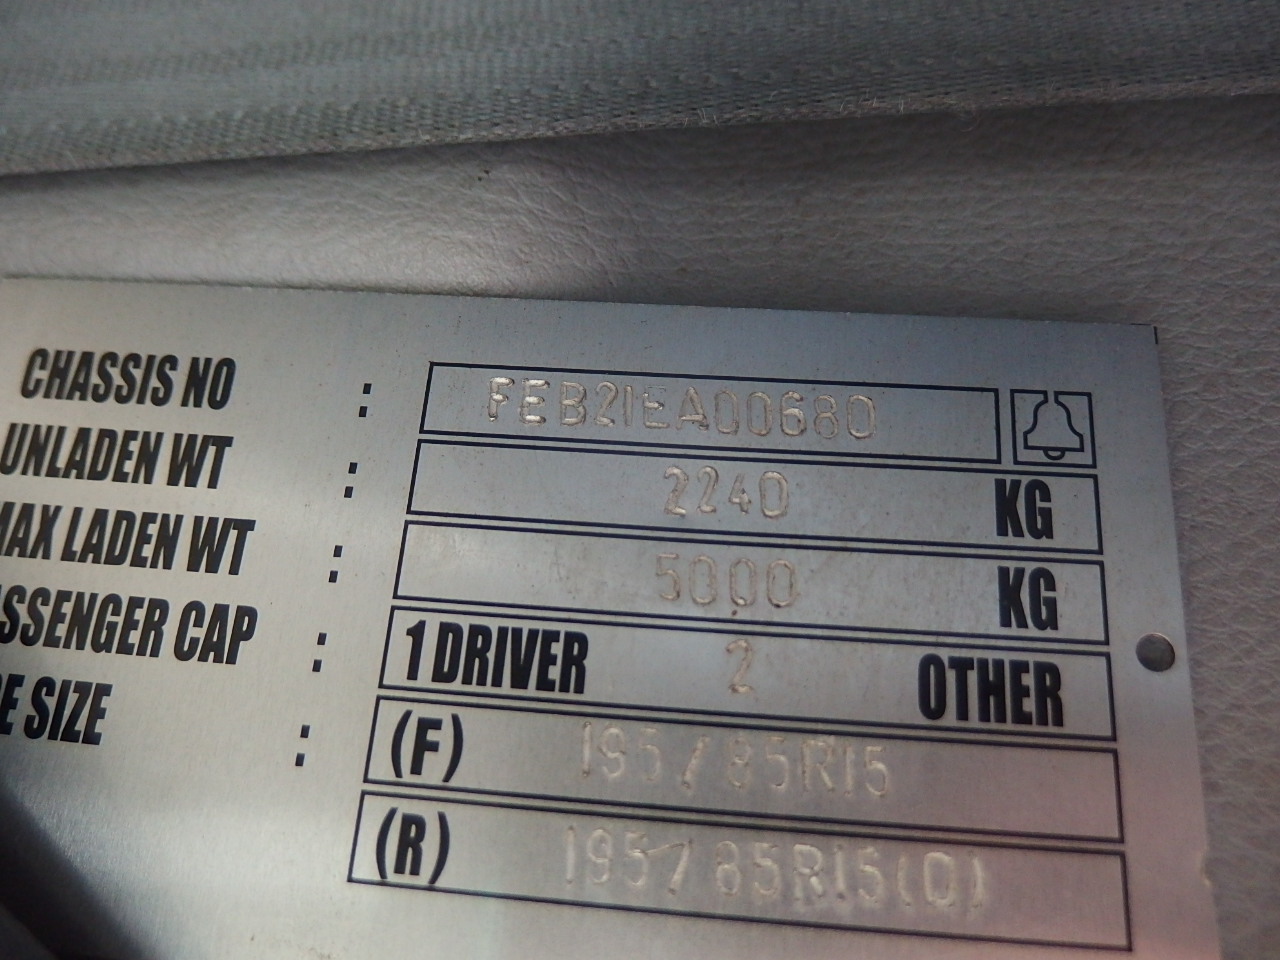 CHASSIS NO : FEB21EA00680
UNLADEN WT : 2240 KG
MAX LADEN WT : 5000 KG
ASSENGER CAP : 1 DRIVER 2 OTHER
E SIZE : (F) 195/85R15
(R) 195/85R15(D)